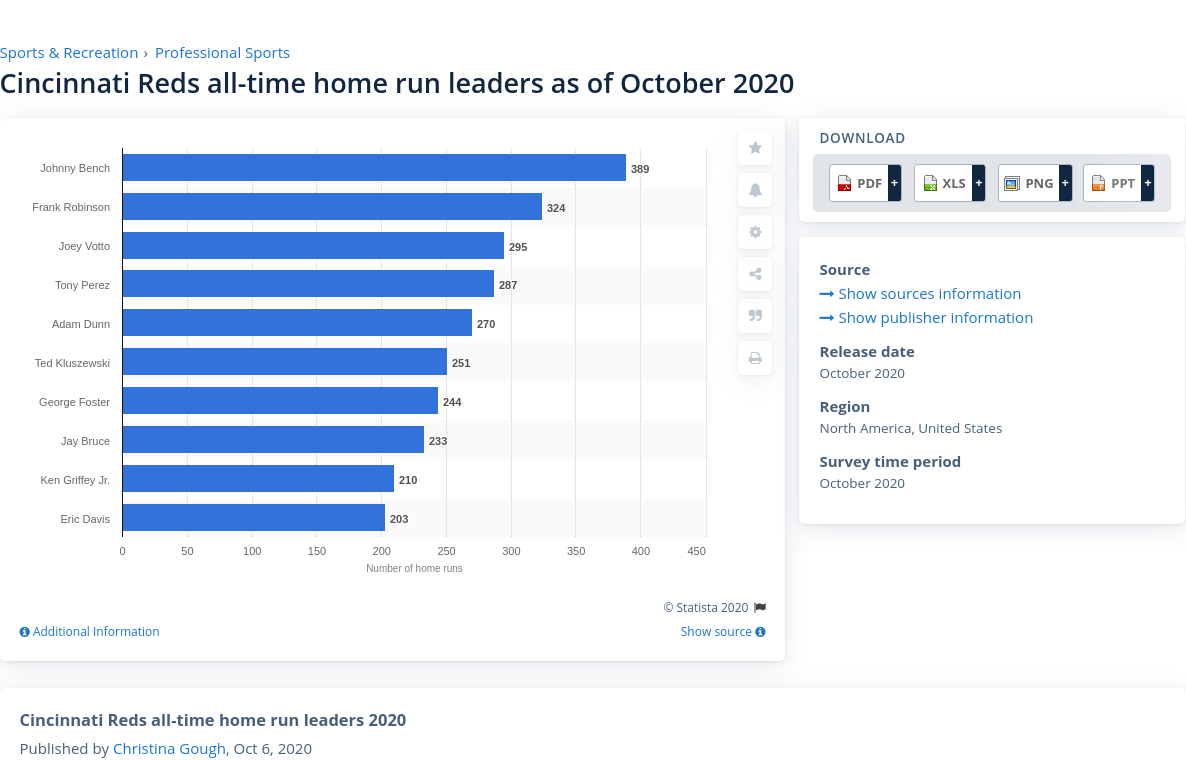 Sports & Recreation › Professional Sports
Cincinnati Reds all-time home run leaders as of October 2020
Johnny Bench 389
Frank Robinson 324
Joey Votto 295
Tony Perez 287
Adam Dunn 270
Ted Kluszewski 251
George Foster 244
Jay Bruce 233
Ken Griffey Jr. 210
Eric Davis 203
0 50 100 150 200 250 300 350 400 450
Number of home runs
© Statista 2020
Additional Information
Show source
DOWNLOAD
PDF + XLS + PNG + PPT +
Source
Show sources information
Show publisher information
Release date
October 2020
Region
North America, United States
Survey time period
October 2020
Cincinnati Reds all-time home run leaders 2020
Published by Christina Gough, Oct 6, 2020